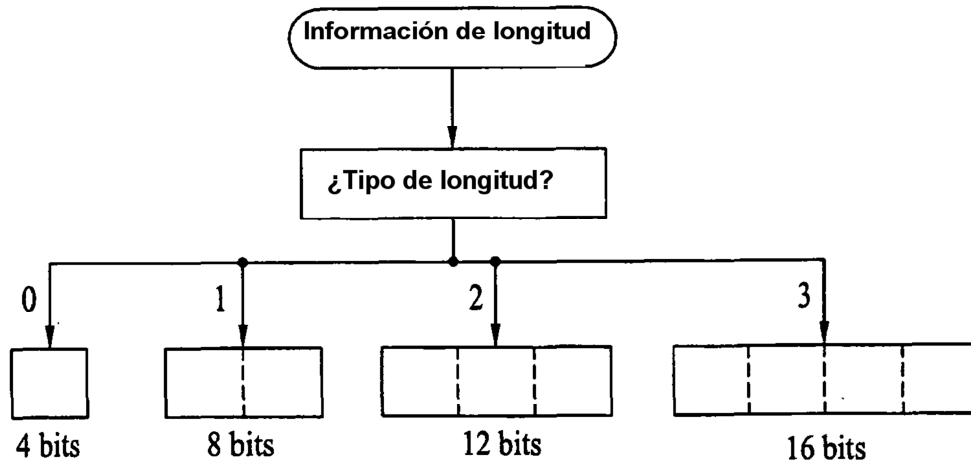 Información de longitud
¿Tipo de longitud?
0
1
2
3
4 bits
8 bits
12 bits
16 bits